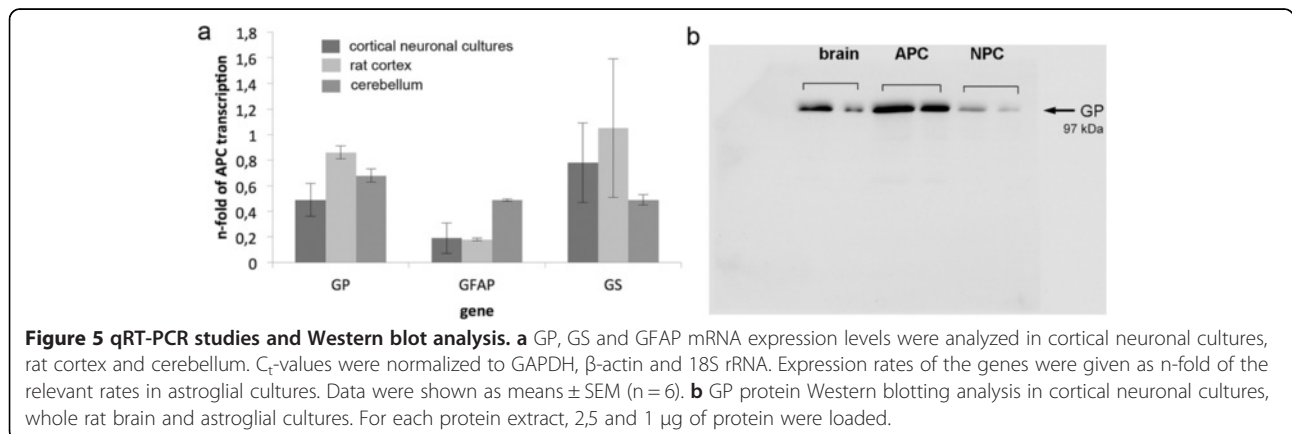 a
1,8
1,6
1,4
1,2
1
0,8
0,6
0,4
0,2
0
n-fold of APC transcription
cortical neuronal cultures
rat cortex
cerebellum
GP
GFAP
GS
gene
b
brain
APC
NPC
GP
97 kDa
Figure 5 qRT-PCR studies and Western blot analysis. a GP, GS and GFAP mRNA expression levels were analyzed in cortical neuronal cultures,
rat cortex and cerebellum. Ct-values were normalized to GAPDH, β-actin and 18S rRNA. Expression rates of the genes were given as n-fold of the
relevant rates in astroglial cultures. Data were shown as means ± SEM (n = 6). b GP protein Western blotting analysis in cortical neuronal cultures,
whole rat brain and astroglial cultures. For each protein extract, 2,5 and 1 μg of protein were loaded.